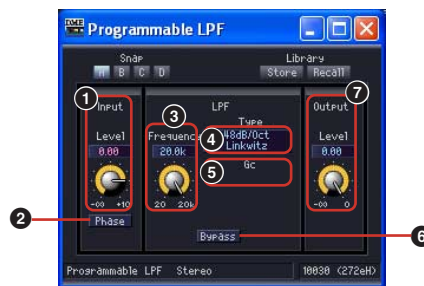 DME Programmable LPF
Snap Library
A B C D Store Recall
1 Input LPF Output 7
3 Type
Level Frequency 4 48dB/Oct Level
0.00 20.0k Linkwitz 0.00
5 Gc
-∞ +10 20 20k -∞ 0
2 Phase
Bypass 6
Programmable LPF Stereo 10030 (272eH)